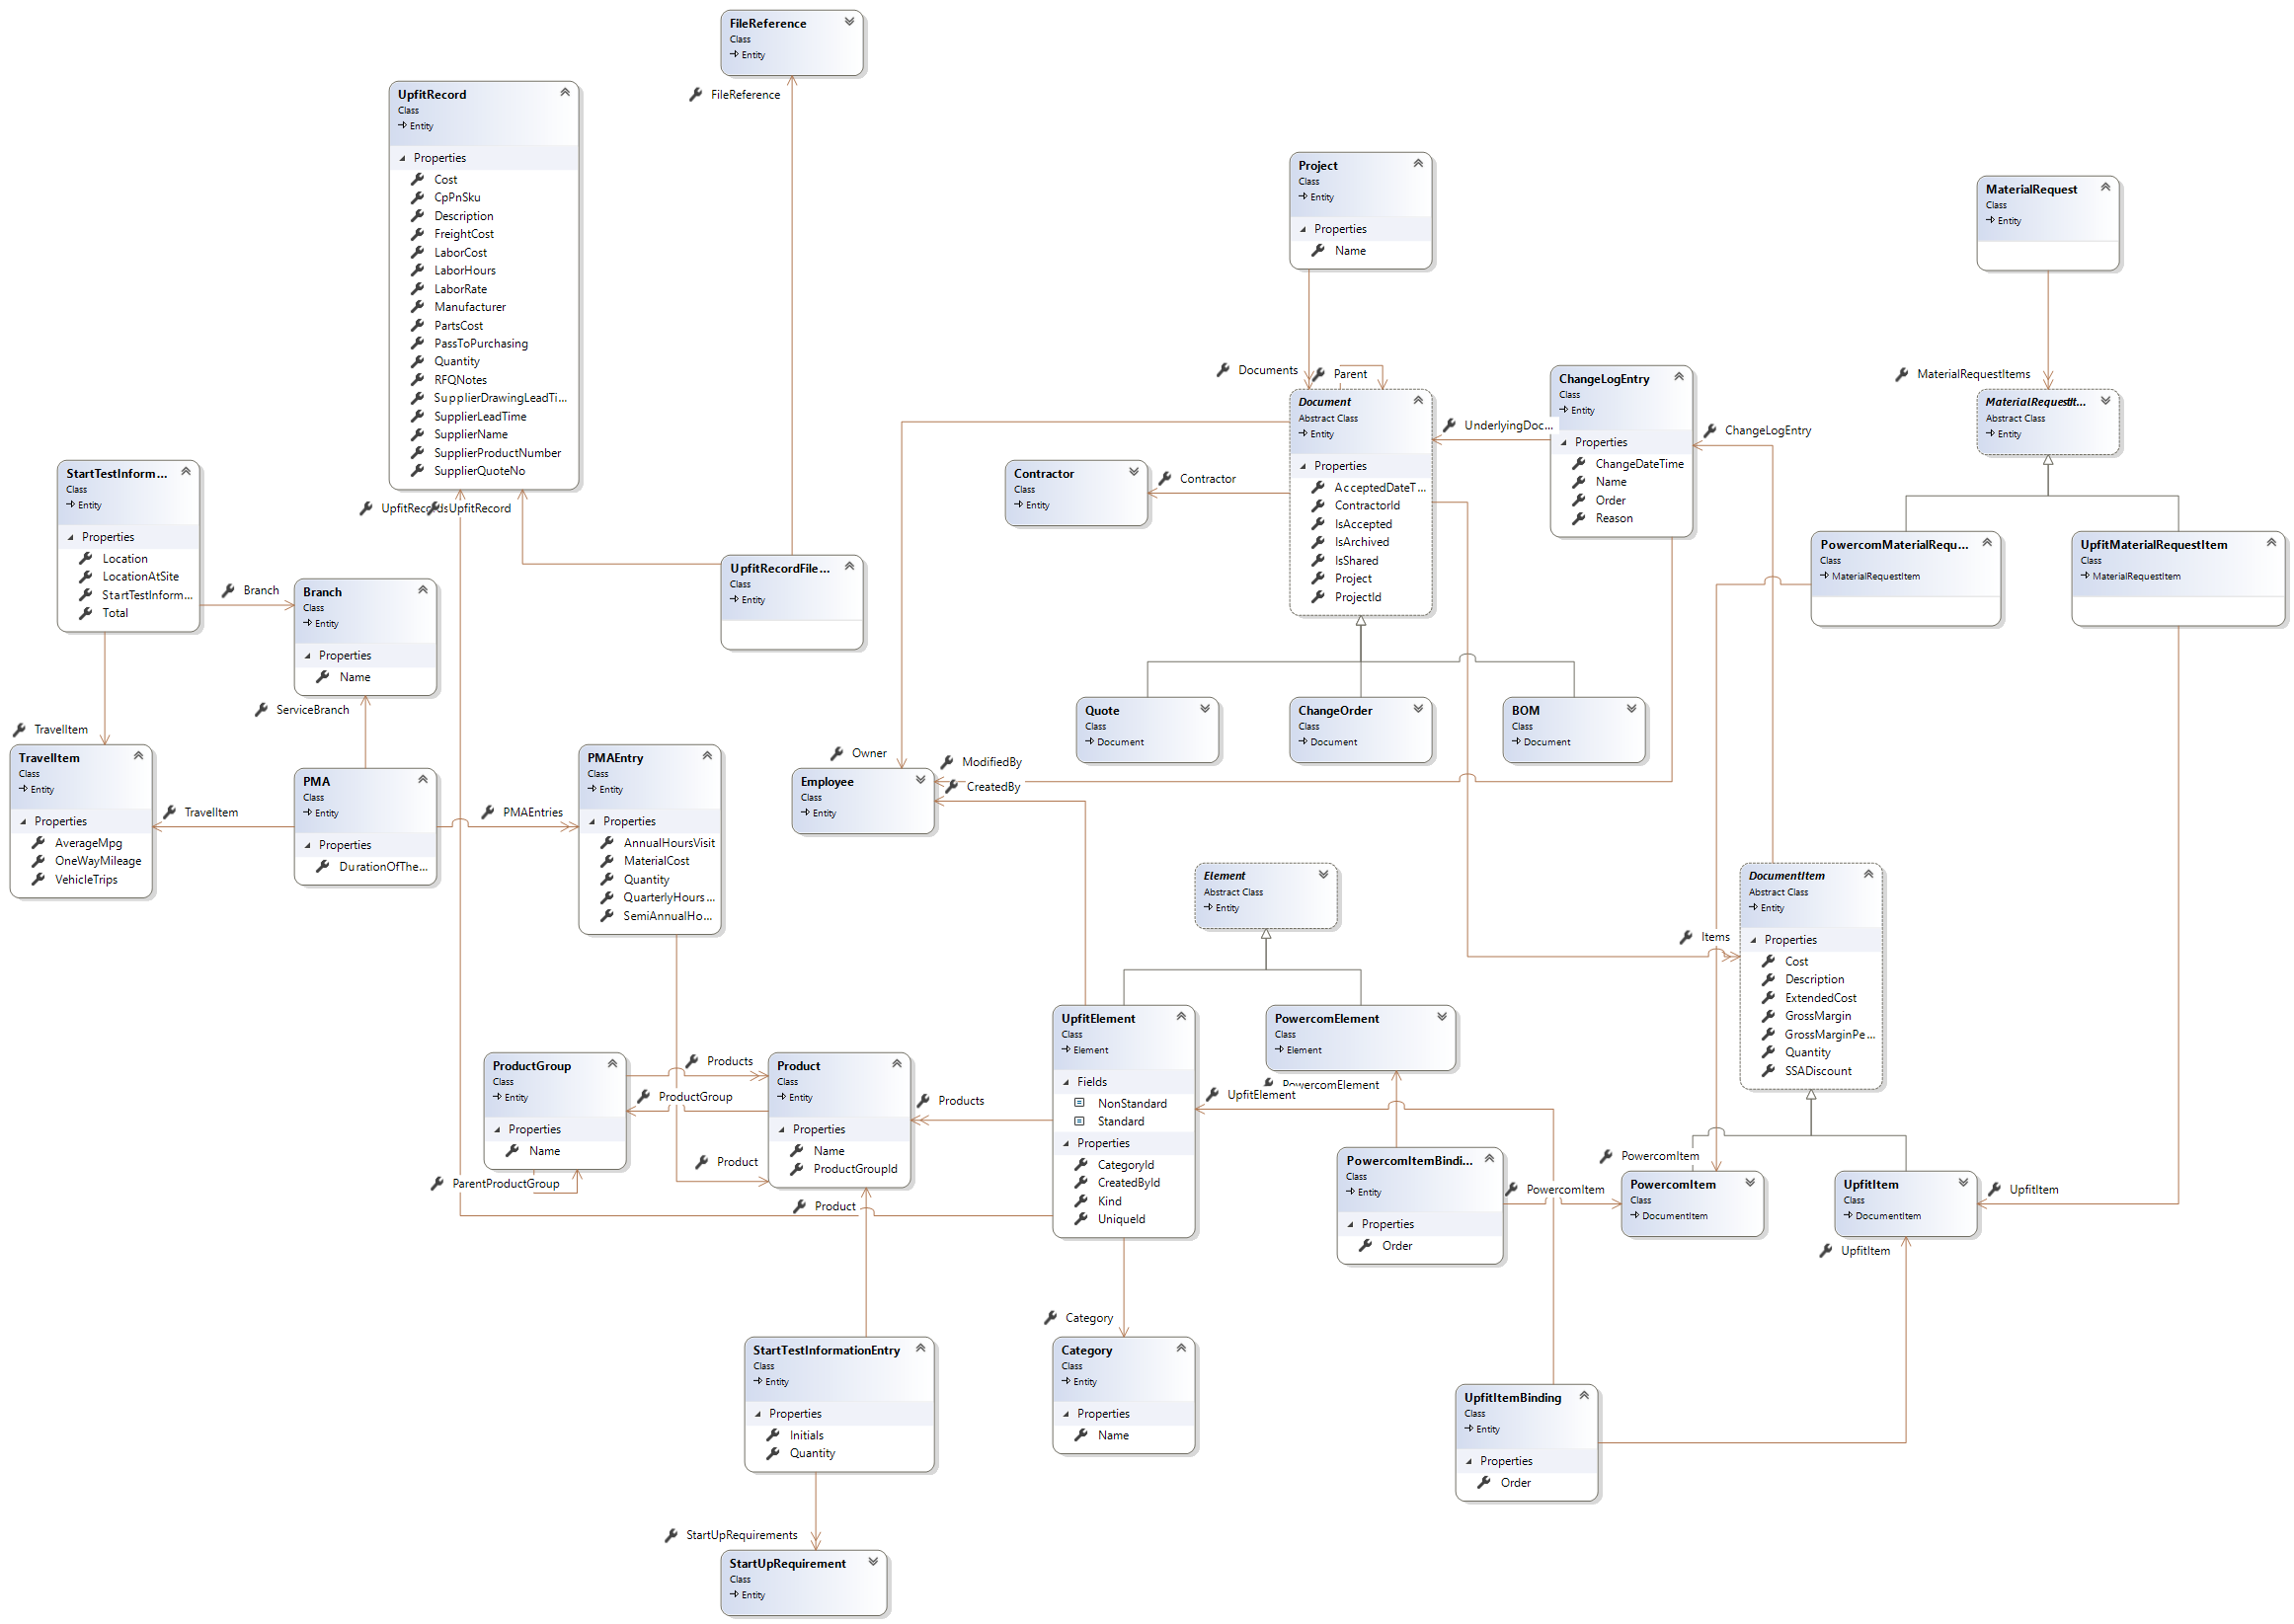 FileReference
Class
Entity
FileReference
UpfitRecord
Class
Entity
Properties
Cost
CpPnSku
Description
FreightCost
LaborCost
LaborHours
LaborRate
Manufacturer
PartsCost
PassToPurchasing
Quantity
RFQNotes
SupplierDrawingLeadTi...
SupplierLeadTime
SupplierName
SupplierProductNumber
SupplierQuoteNo
UpfitRecords
UpfitRecord
UpfitRecordFile...
Class
Entity
StartTestInform...
Class
Entity
Properties
Location
LocationAtSite
StartTestInform...
Total
Branch
Branch
Class
Entity
Properties
Name
ServiceBranch
TravelItem
TravelItem
Class
Entity
Properties
AverageMpg
OneWayMileage
VehicleTrips
TravelItem
PMA
Class
Entity
Properties
DurationOfThe...
PMAEntries
PMAEntry
Class
Entity
Properties
AnnualHoursVisit
MaterialCost
Quantity
QuarterlyHours...
SemiAnnualHo...
Project
Class
Entity
Properties
Name
Documents
Parent
Document
Abstract Class
Entity
Properties
AcceptedDateT...
ContractorId
IsAccepted
IsArchived
IsShared
Project
ProjectId
Contractor
Class
Entity
Contractor
UnderlyingDoc...
ChangeLogEntry
Class
Entity
Properties
ChangeDateTime
Name
Order
Reason
ChangeLogEntry
MaterialRequest
Class
Entity
MaterialRequestItems
MaterialRequestIt...
Abstract Class
Entity
PowercomMaterialRequ...
Class
MaterialRequestItem
UpfitMaterialRequestItem
Class
MaterialRequestItem
Quote
Class
Document
ChangeOrder
Class
Document
BOM
Class
Document
Owner
ModifiedBy
CreatedBy
Employee
Class
Entity
Element
Abstract Class
Entity
Items
DocumentItem
Abstract Class
Entity
Properties
Cost
Description
ExtendedCost
GrossMargin
GrossMarginPe...
Quantity
SSADiscount
ProductGroup
Class
Entity
Properties
Name
ParentProductGroup
Products
ProductGroup
Product
Product
Class
Entity
Properties
Name
ProductGroupId
Product
Products
UpfitElement
Class
Element
Fields
NonStandard
Standard
Properties
CategoryId
CreatedById
Kind
UniqueId
PowercomElement
Class
Element
PowercomElement
UpfitElement
PowercomItemBindi...
Class
Entity
Properties
Order
PowercomItem
PowercomItem
PowercomItem
Class
DocumentItem
UpfitItem
Class
DocumentItem
UpfitItem
UpfitItem
Category
Category
Class
Entity
Properties
Name
StartTestInformationEntry
Class
Entity
Properties
Initials
Quantity
UpfitItemBinding
Class
Entity
Properties
Order
StartUpRequirements
StartUpRequirement
Class
Entity